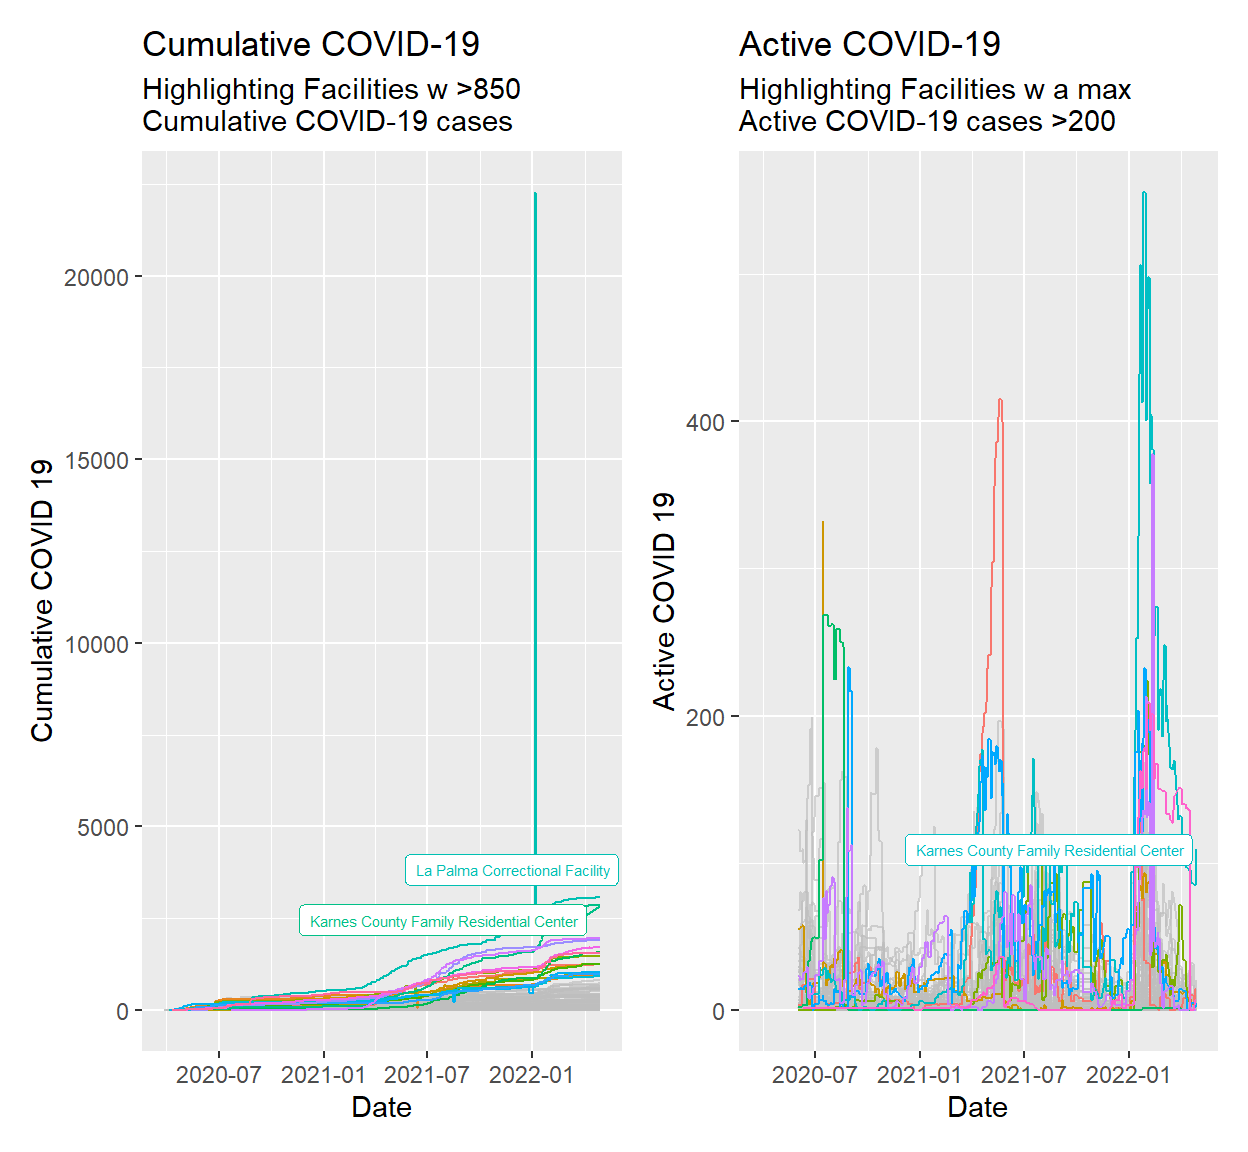 Cumulative COVID-19
Highlighting Facilities w >850
Cumulative COVID-19 cases
Cumulative COVID 19
20000
15000
10000
5000
0
La Palma Correctional Facility
Karnes County Family Residential Center
2020-07
2021-01
2021-07
2022-01
Date
Active COVID-19
Highlighting Facilities w a max
Active COVID-19 cases >200
Active COVID 19
400
200
0
Karnes County Family Residential Center
2020-07
2021-01
2021-07
2022-01
Date